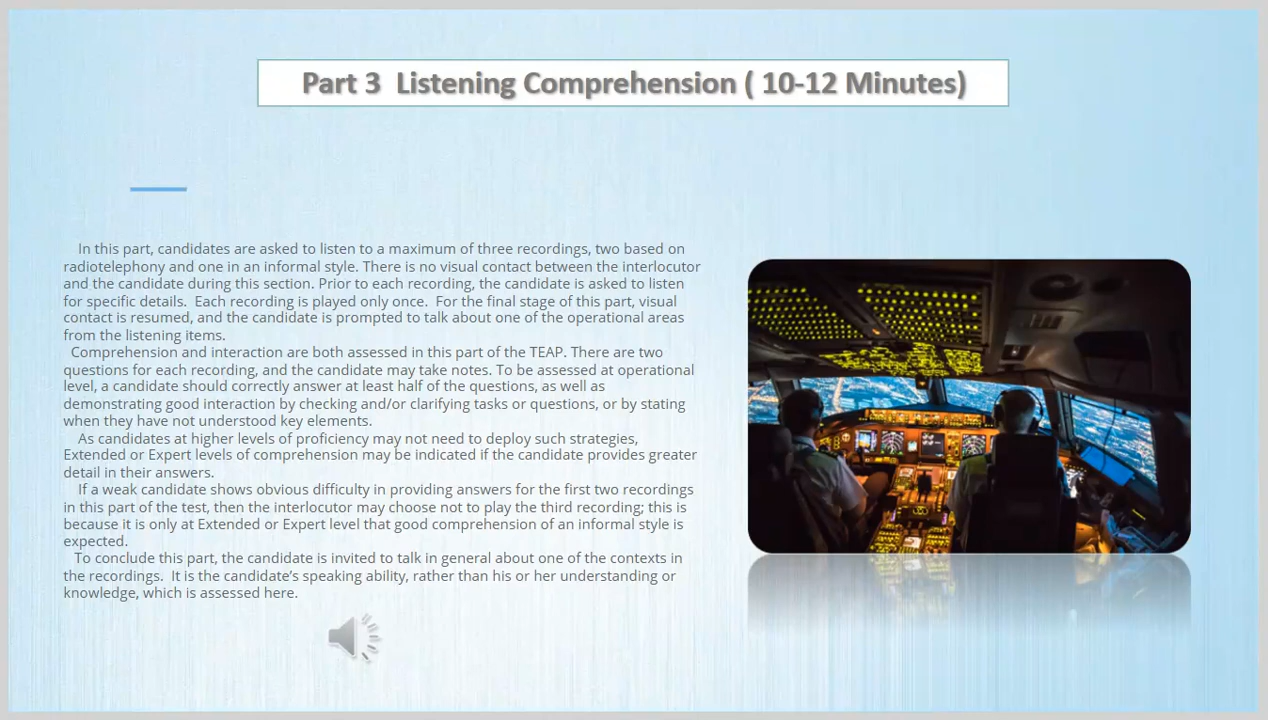 Part 3  Listening Comprehension ( 10-12 Minutes)
In this part, candidates are asked to listen to a maximum of three recordings, two based on
radiotelephony and one in an informal style. There is no visual contact between the interlocutor
and the candidate during this section. Prior to each recording, the candidate is asked to listen
for specific details.  Each recording is played only once.  For the final stage of this part, visual
contact is resumed, and the candidate is prompted to talk about one of the operational areas
from the listening items.
Comprehension and interaction are both assessed in this part of the TEAP. There are two
questions for each recording, and the candidate may take notes. To be assessed at operational
level, a candidate should correctly answer at least half of the questions, as well as
demonstrating good interaction by checking and/or clarifying tasks or questions, or by stating
when they have not understood key elements.
As candidates at higher levels of proficiency may not need to deploy such strategies,
Extended or Expert levels of comprehension may be indicated if the candidate provides greater
detail in their answers.
If a weak candidate shows obvious difficulty in providing answers for the first two recordings
in this part of the test, then the interlocutor may choose not to play the third recording; this is
because it is only at Extended or Expert level that good comprehension of an informal style is
expected.
To conclude this part, the candidate is invited to talk in general about one of the contexts in
the recordings.  It is the candidate's speaking ability, rather than his or her understanding or
knowledge, which is assessed here.